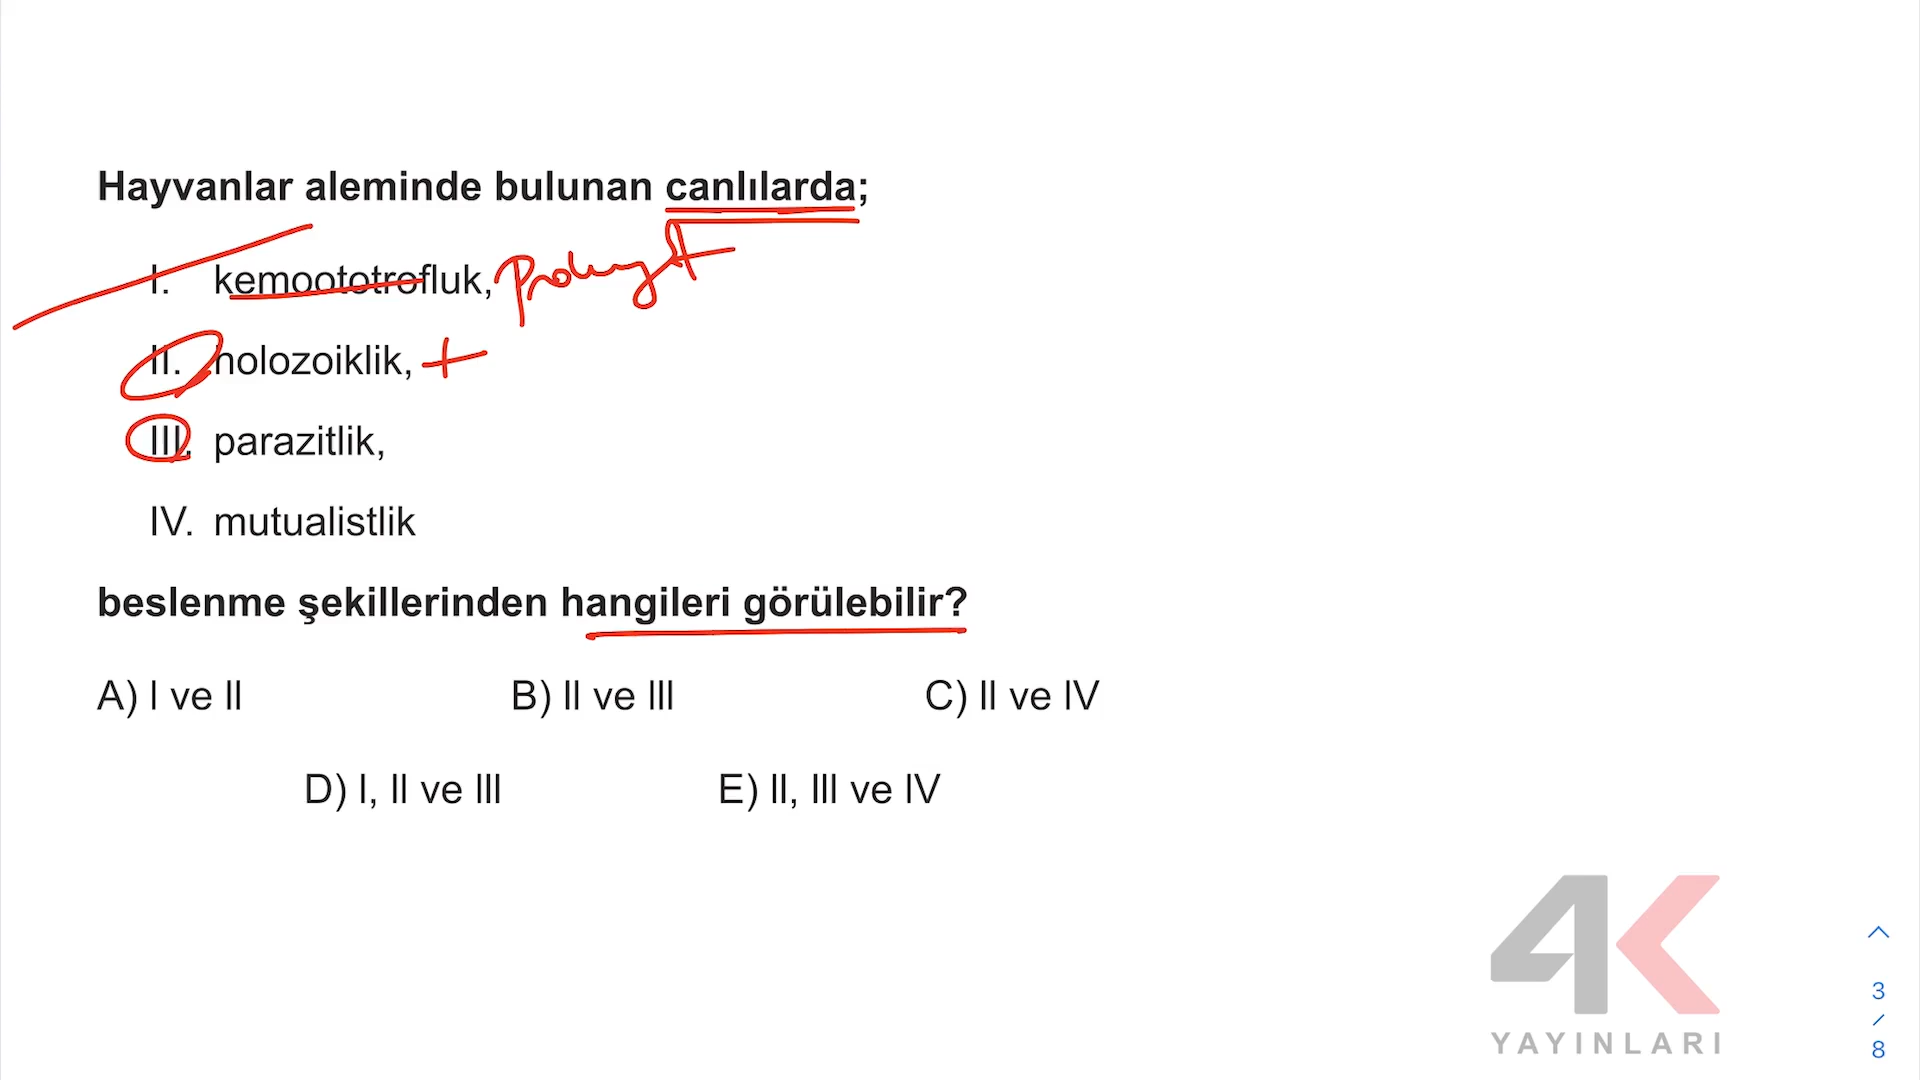 Hayvanlar aleminde bulunan canlılarda;
I. kemoototrofluk, Prokaryot
II. holozoiklik, +
III. parazitlik,
IV. mutualistlik
beslenme şekillerinden hangileri görülebilir?
A) I ve II B) II ve III C) II ve IV
D) I, II ve III E) II, III ve IV
4K
YAYINLARI
3
/
8